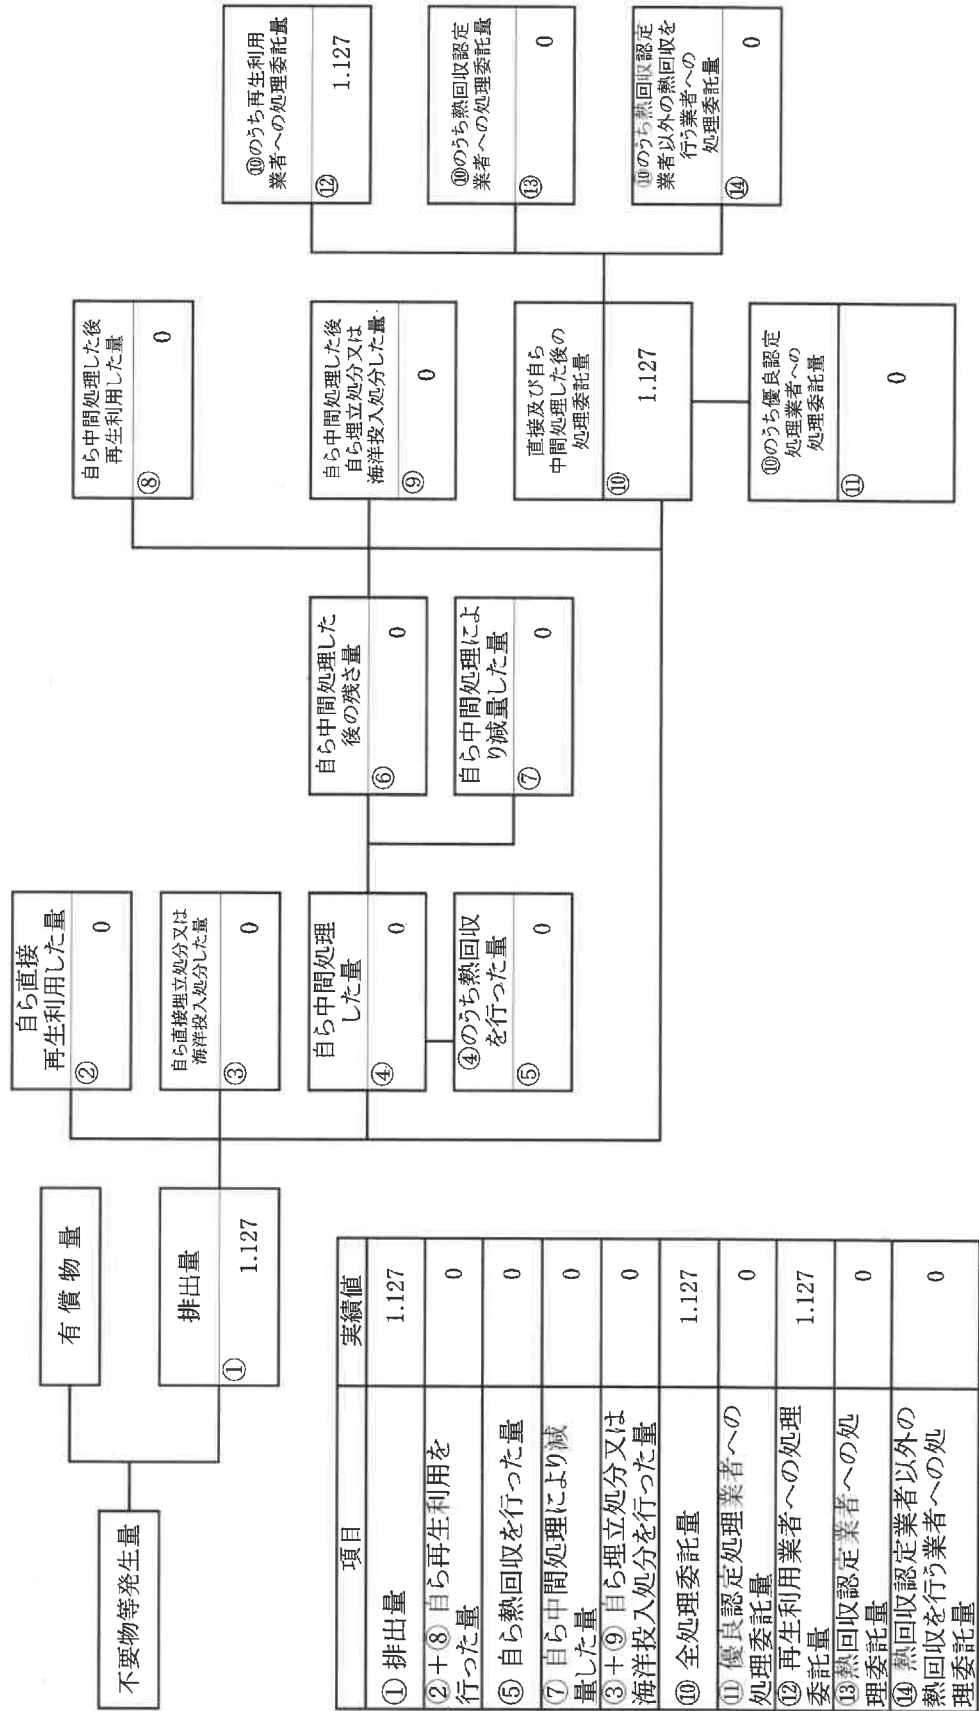 不要物等発生量
有償物量
排出量
①
1.127
自ら直接
再生利用した量
②
0
自ら直接埋立処分又は
海洋投入処分した量
③
0
自ら中間処理
した量
④
0
④のうち熱回収
を行った量
⑤
0
自ら中間処理した
後の残さ量
⑥
0
自ら中間処理によ
り減量した量
⑦
0
自ら中間処理した後
再生利用した量
⑧
0
自ら中間処理した後
自ら埋立処分又は
海洋投入処分した量
⑨
0
直接及び自ら
中間処理した後の
処理委託量
⑩
1.127
⑩のうち優良認定
処理業者への
処理委託量
⑪
0
⑩のうち再生利用
業者への処理委託量
⑫
1.127
⑩のうち熱回収認定
業者への処理委託量
⑬
0
⑩のうち熱回収認定
業者以外の熱回収を
行う業者への
処理委託量
⑭
0
項目 実績値
①排出量 1.127
②+⑧ 自ら再生利用を
行った量 0
⑤ 自ら熱回収を行った量 0
⑦ 自ら中間処理により減
量した量 0
③+⑨ 自ら埋立処分又は
海洋投入処分を行った量 0
⑩ 全処理委託量 1.127
⑪ 優良認定処理業者への
処理委託量 0
⑫ 再生利用業者への処理
委託量 1.127
⑬熱回収認定業者への処
理委託量 0
⑭ 熱回収認定業者以外の
熱回収を行う業者への処
理委託量 0